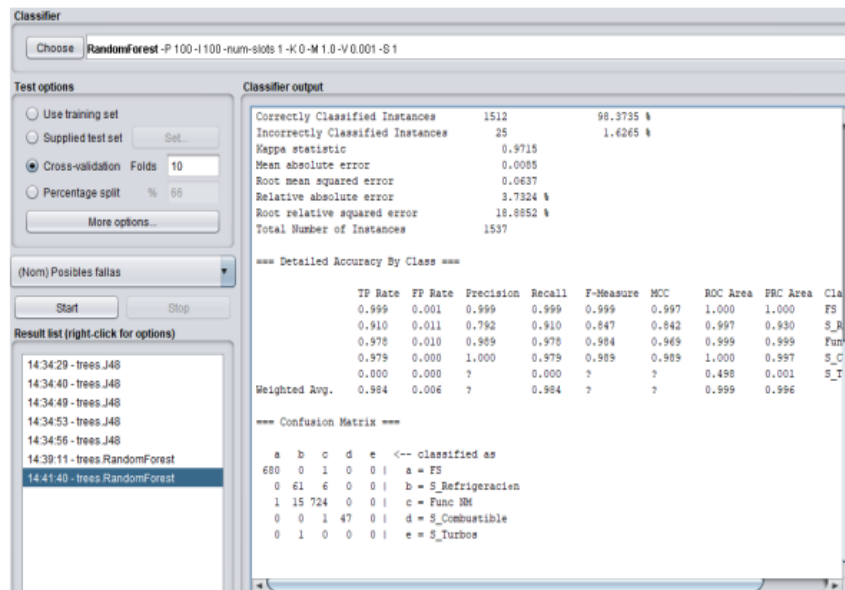 Classifier
Choose RandomForest -P 100 -I 100 -num-slots 1 -K 0 -M 1.0 -V 0.001 -S 1
Test options
Use training set
Supplied test set Set...
Cross-validation Folds 10
Percentage split % 66
More options...
(Nom) Posibles fallas
Start Stop
Result list (right-click for options)
14:34:29 - trees.J48
14:34:40 - trees.J48
14:34:49 - trees.J48
14:34:53 - trees.J48
14:34:56 - trees.J48
14:39:11 - trees.RandomForest
14:41:40 - trees.RandomForest
Classifier output
Correctly Classified Instances 1512 98.3735 %
Incorrectly Classified Instances 25 1.6265 %
Kappa statistic 0.9715
Mean absolute error 0.0085
Root mean squared error 0.0637
Relative absolute error 3.7324 %
Root relative squared error 18.8852 %
Total Number of Instances 1537
=== Detailed Accuracy By Class ===
TP Rate FP Rate Precision Recall F-Measure MCC ROC Area PRC Area Cla
0.999 0.001 0.999 0.999 0.999 0.997 1.000 1.000 FS
0.910 0.011 0.792 0.910 0.847 0.842 0.997 0.930 S_R
0.978 0.010 0.989 0.978 0.984 0.969 0.999 0.999 Fun
0.979 0.000 1.000 0.979 0.989 0.989 1.000 0.997 S_C
0.000 0.000 ? 0.000 ? ? 0.498 0.001 S_T
Weighted Avg. 0.984 0.006 ? 0.984 ? ? 0.999 0.996
=== Confusion Matrix ===
a b c d e <-- classified as
680 0 1 0 0 | a = FS
0 61 6 0 0 | b = S_Refrigeracien
1 15 724 0 0 | c = Func NM
0 0 1 47 0 | d = S_Combustible
0 1 0 0 0 | e = S_Turbos